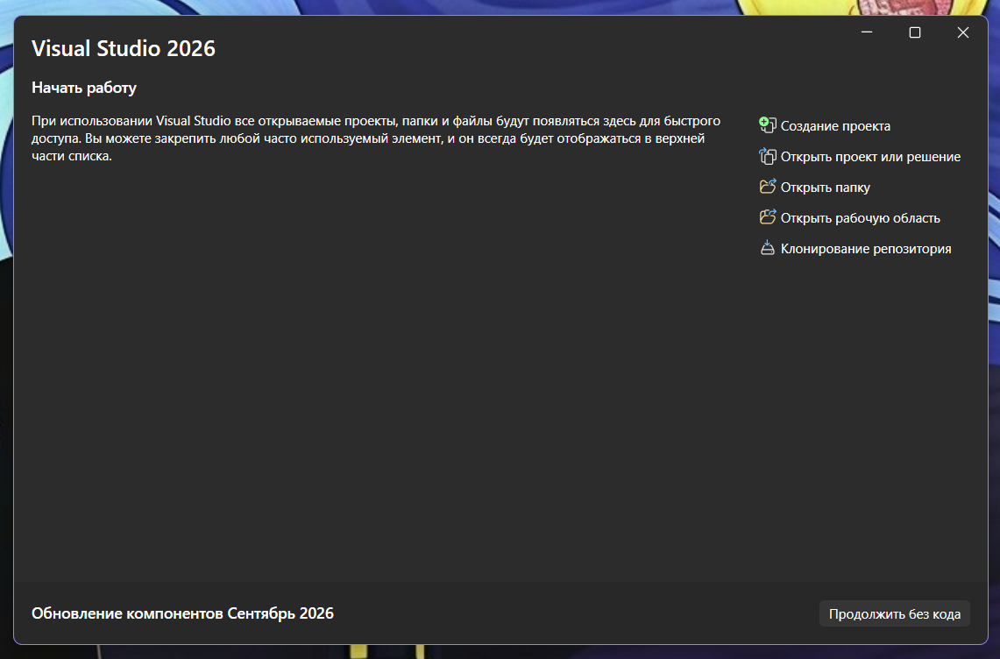 Visual Studio 2026
Начать работу
При использовании Visual Studio все открываемые проекты, папки и файлы будут появляться здесь для быстрого
доступа. Вы можете закрепить любой часто используемый элемент, и он всегда будет отображаться в верхней
части списка.
Создание проекта
Открыть проект или решение
Открыть папку
Открыть рабочую область
Клонирование репозитория
Обновление компонентов Сентябрь 2026
Продолжить без кода